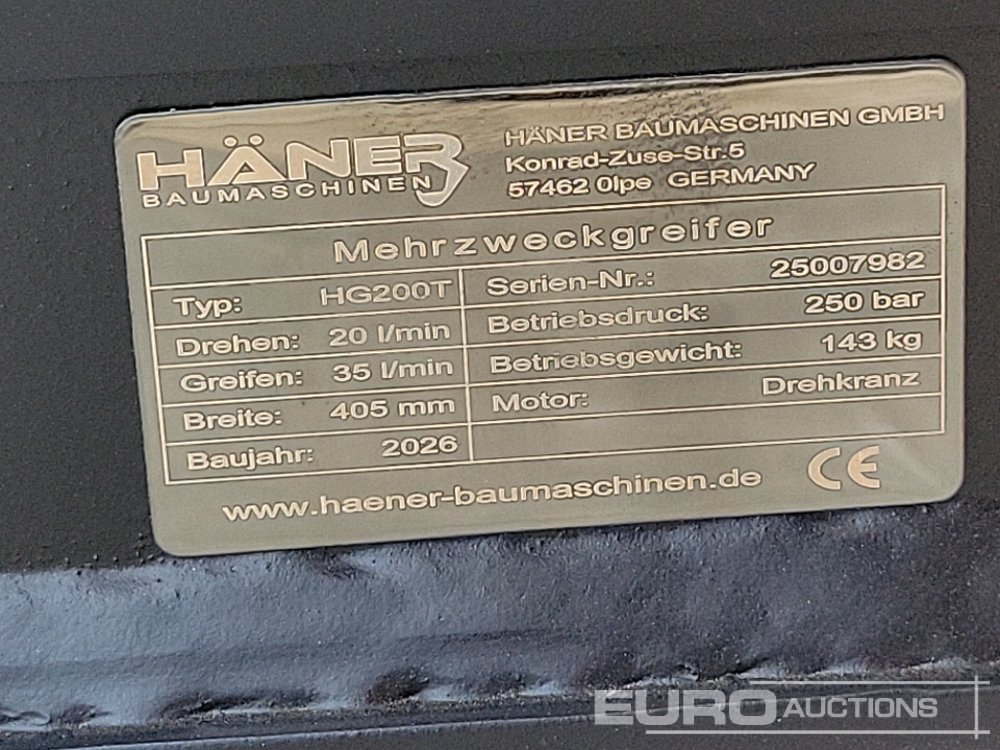 HÄNER
BAUMASCHINEN
HÄNER BAUMASCHINEN GMBH
Konrad-Zuse-Str.5
57462 Olpe GERMANY
Mehrzweckgreifer
Typ: HG200T
Serien-Nr.: 25007982
Drehen: 20 l/min
Betriebsdruck: 250 bar
Greifen: 35 l/min
Betriebsgewicht: 143 kg
Breite: 405 mm
Motor: Drehkranz
Baujahr: 2026
www.haener-baumaschinen.de
CE
EURO AUCTIONS